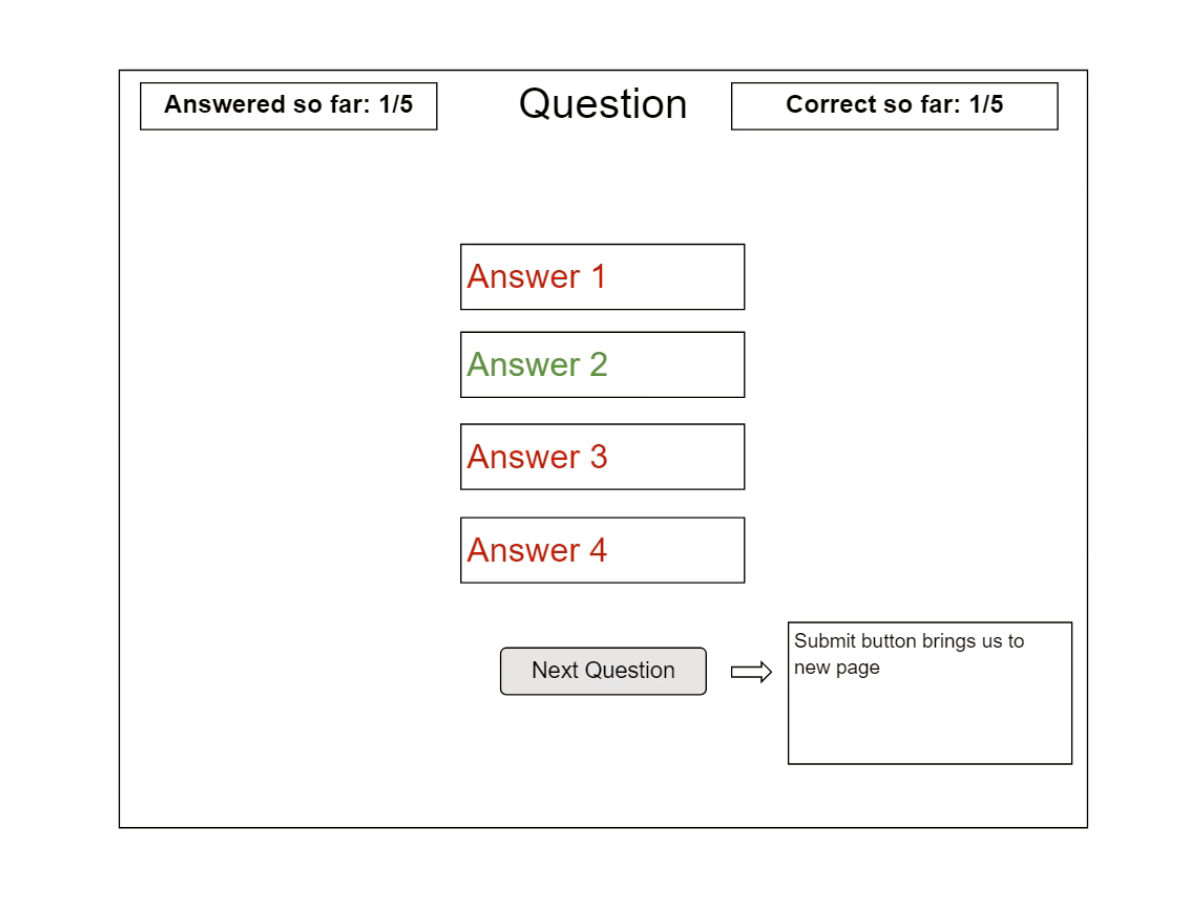 Answered so far: 1/5
Question
Correct so far: 1/5
Answer 1
Answer 2
Answer 3
Answer 4
Next Question
Submit button brings us to
new page